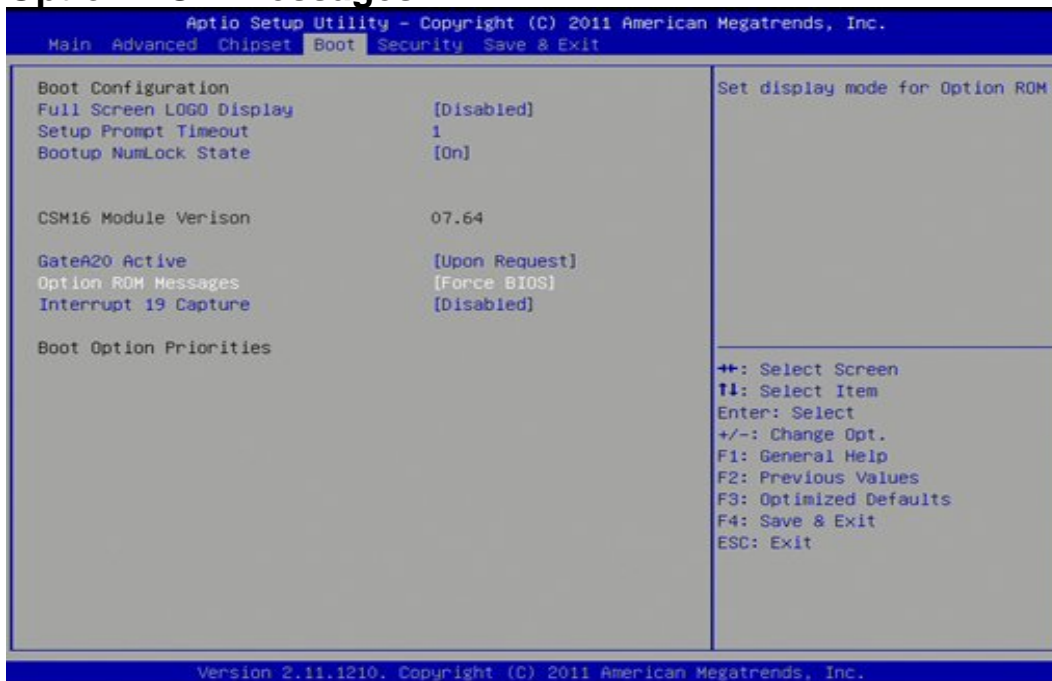 Option ROM Messages
Aptio Setup Utility – Copyright (C) 2011 American Megatrends, Inc.
Main Advanced Chipset Boot Security Save & Exit
Boot Configuration
Full Screen LOGO Display [Disabled]
Setup Prompt Timeout 1
Bootup NumLock State [On]
CSM16 Module Verison 07.64
GateA20 Active [Upon Request]
Option ROM Messages [Force BIOS]
Interrupt 19 Capture [Disabled]
Boot Option Priorities
Set display mode for Option ROM
→←: Select Screen
↑↓: Select Item
Enter: Select
+/-: Change Opt.
F1: General Help
F2: Previous Values
F3: Optimized Defaults
F4: Save & Exit
ESC: Exit
Version 2.11.1210. Copyright (C) 2011 American Megatrends, Inc.